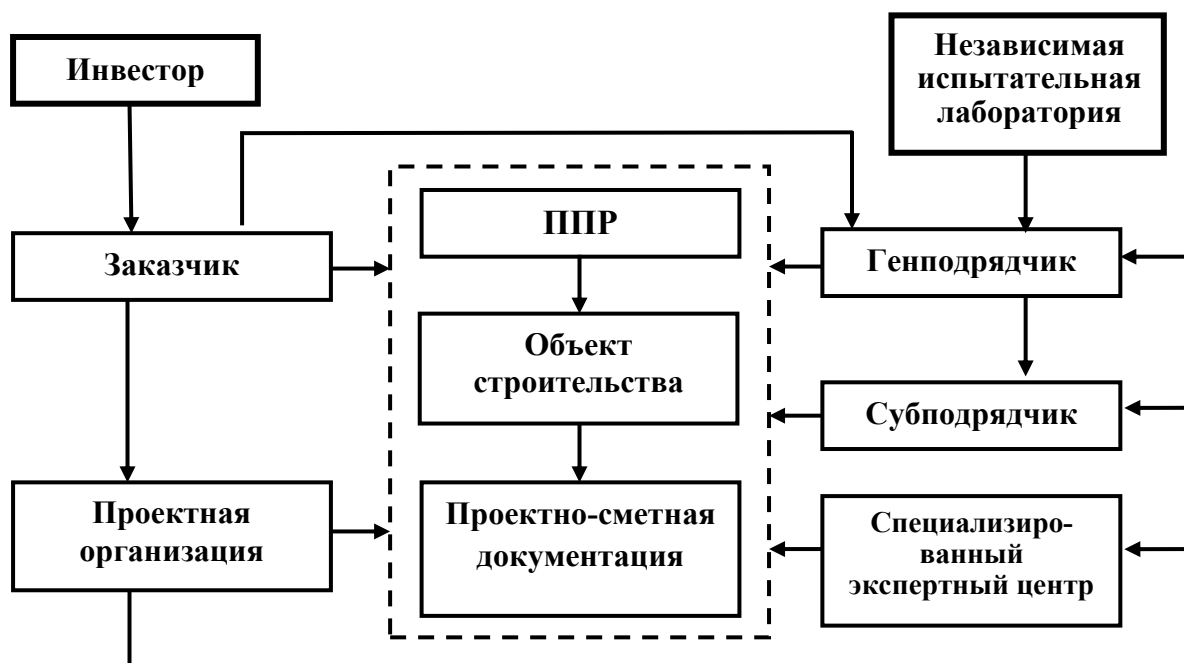 Инвестор
Независимая
испытательная
лаборатория
ППР
Заказчик
Генподрядчик
Объект
строительства
Субподрядчик
Проектная
организация
Проектно-сметная
документация
Специализиро-
ванный
экспертный центр